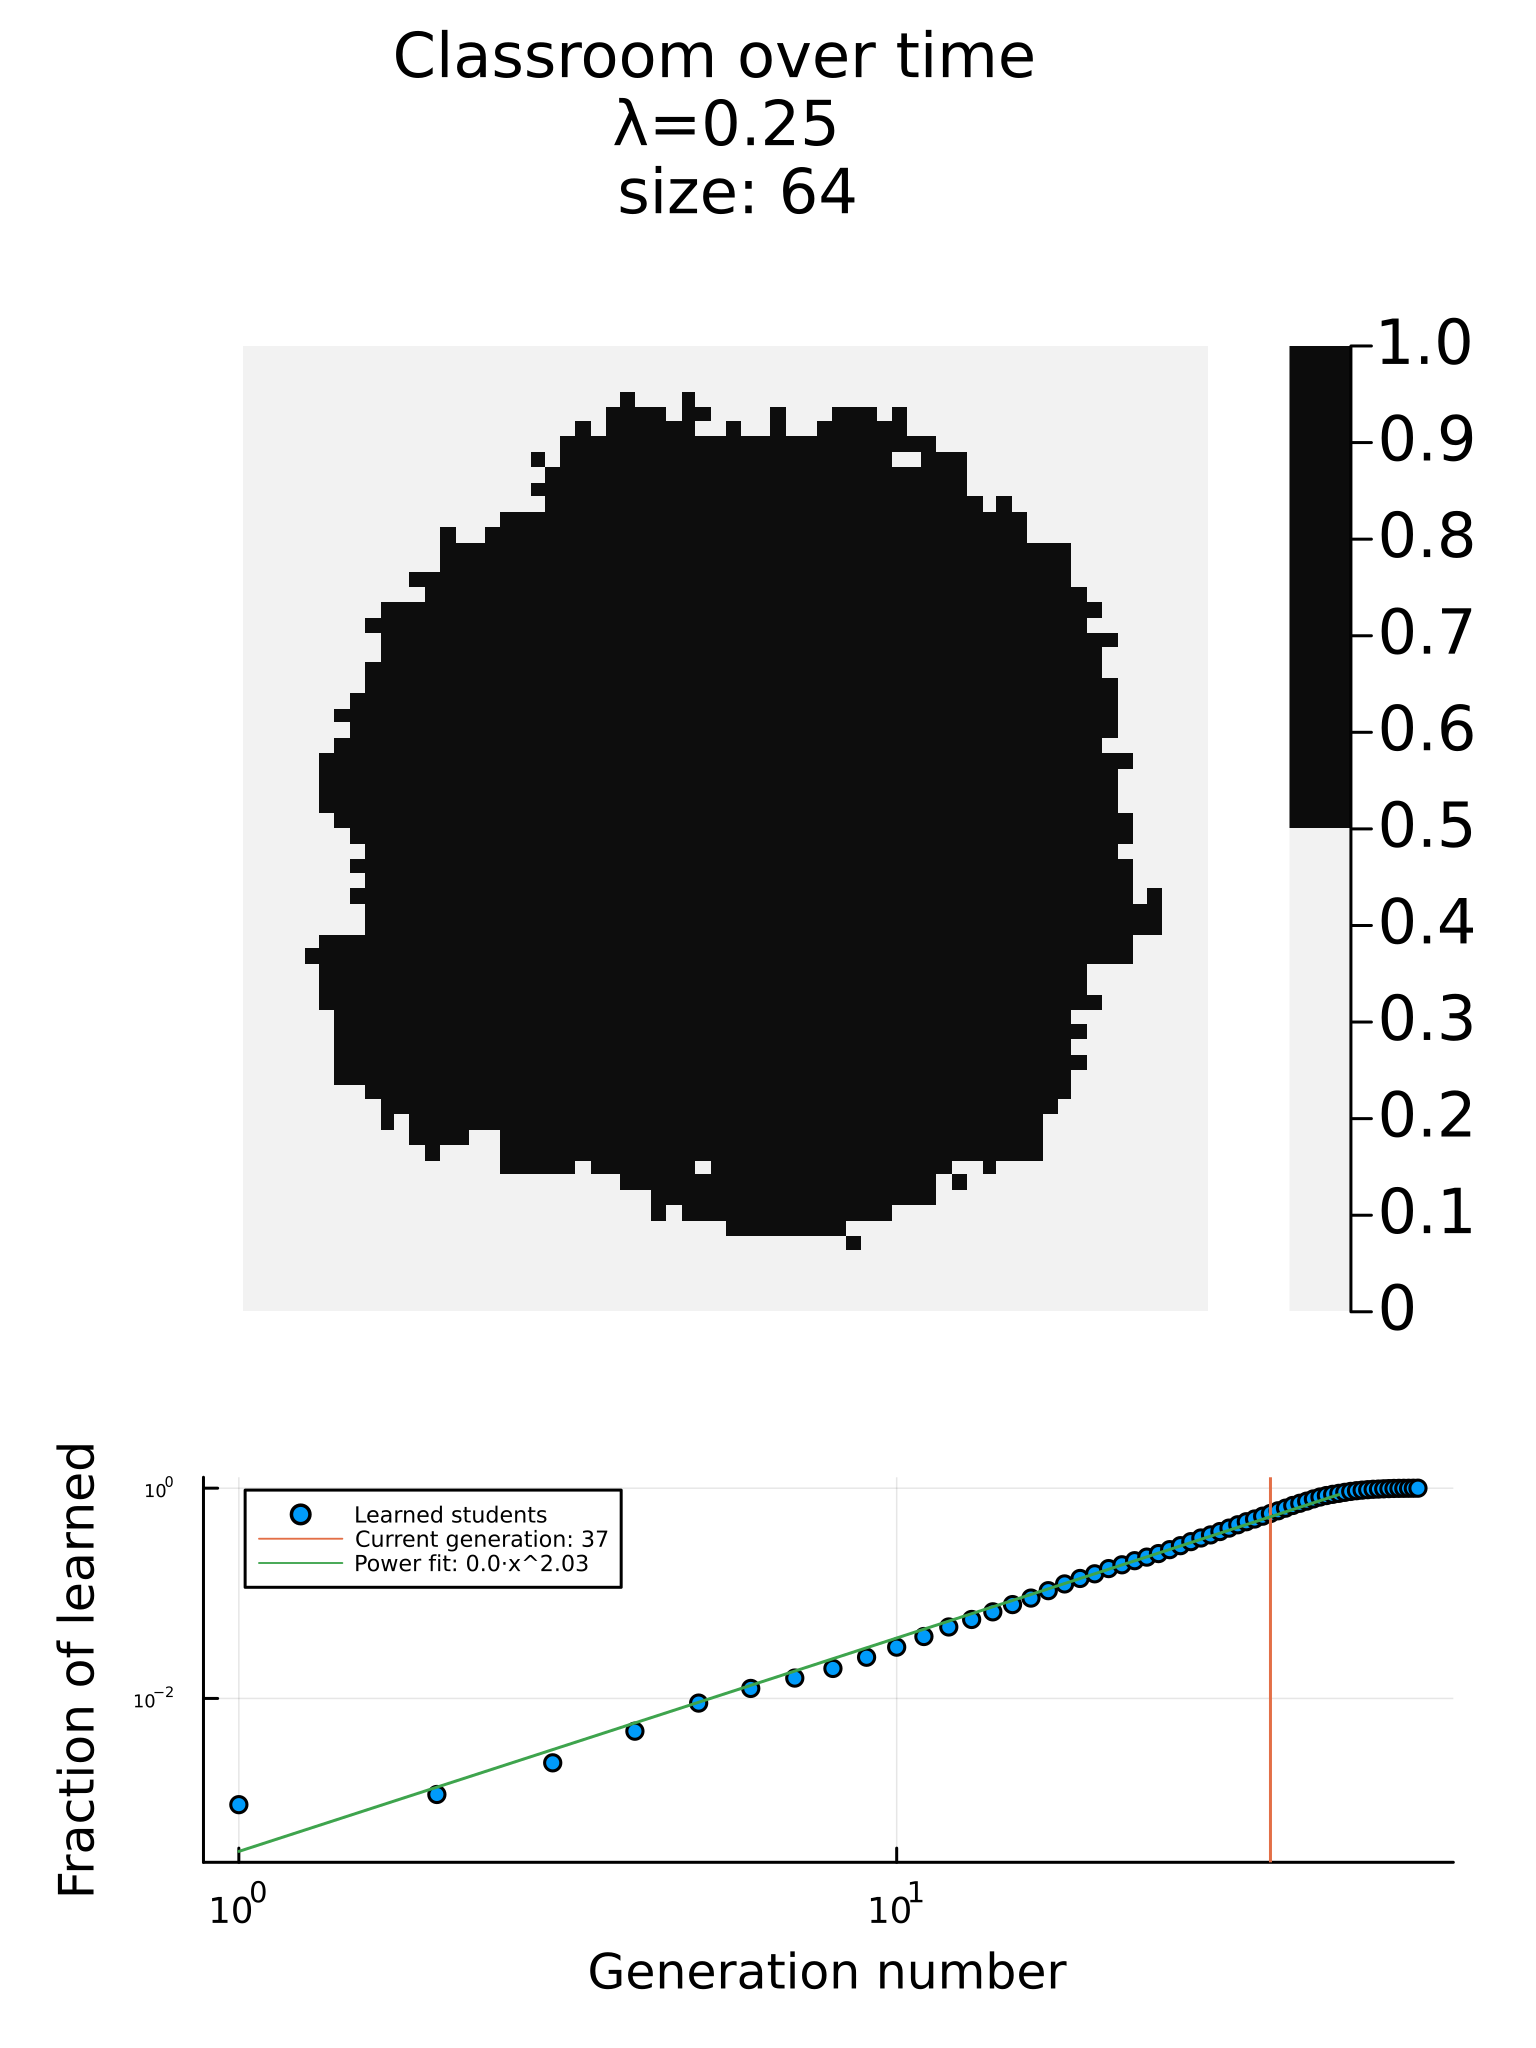 Classroom over time
λ=0.25
size: 64
1.0
0.9
0.8
0.7
0.6
0.5
0.4
0.3
0.2
0.1
0
Fraction of learned
10^0
10^−2
Learned students
Current generation: 37
Power fit: 0.0·x^2.03
10^0
10^1
Generation number